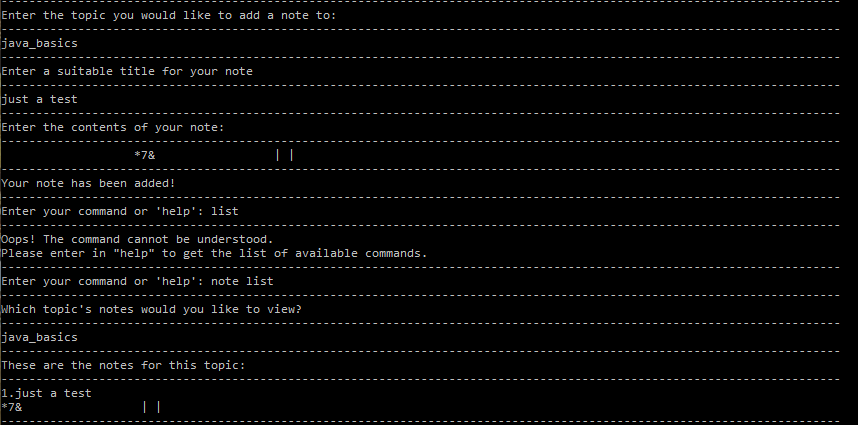 --------------------------------------------------------------------------------------------------------------------
Enter the topic you would like to add a note to:
--------------------------------------------------------------------------------------------------------------------
java_basics
--------------------------------------------------------------------------------------------------------------------
Enter a suitable title for your note
--------------------------------------------------------------------------------------------------------------------
just a test
--------------------------------------------------------------------------------------------------------------------
Enter the contents of your note:
--------------------------------------------------------------------------------------------------------------------
                   *7&                 | |
--------------------------------------------------------------------------------------------------------------------
Your note has been added!
--------------------------------------------------------------------------------------------------------------------
Enter your command or 'help': list
--------------------------------------------------------------------------------------------------------------------
Oops! The command cannot be understood.
Please enter in "help" to get the list of available commands.
--------------------------------------------------------------------------------------------------------------------
Enter your command or 'help': note list
--------------------------------------------------------------------------------------------------------------------
Which topic's notes would you like to view?
--------------------------------------------------------------------------------------------------------------------
java_basics
--------------------------------------------------------------------------------------------------------------------
These are the notes for this topic:
--------------------------------------------------------------------------------------------------------------------
1.just a test
*7&                 | |
--------------------------------------------------------------------------------------------------------------------